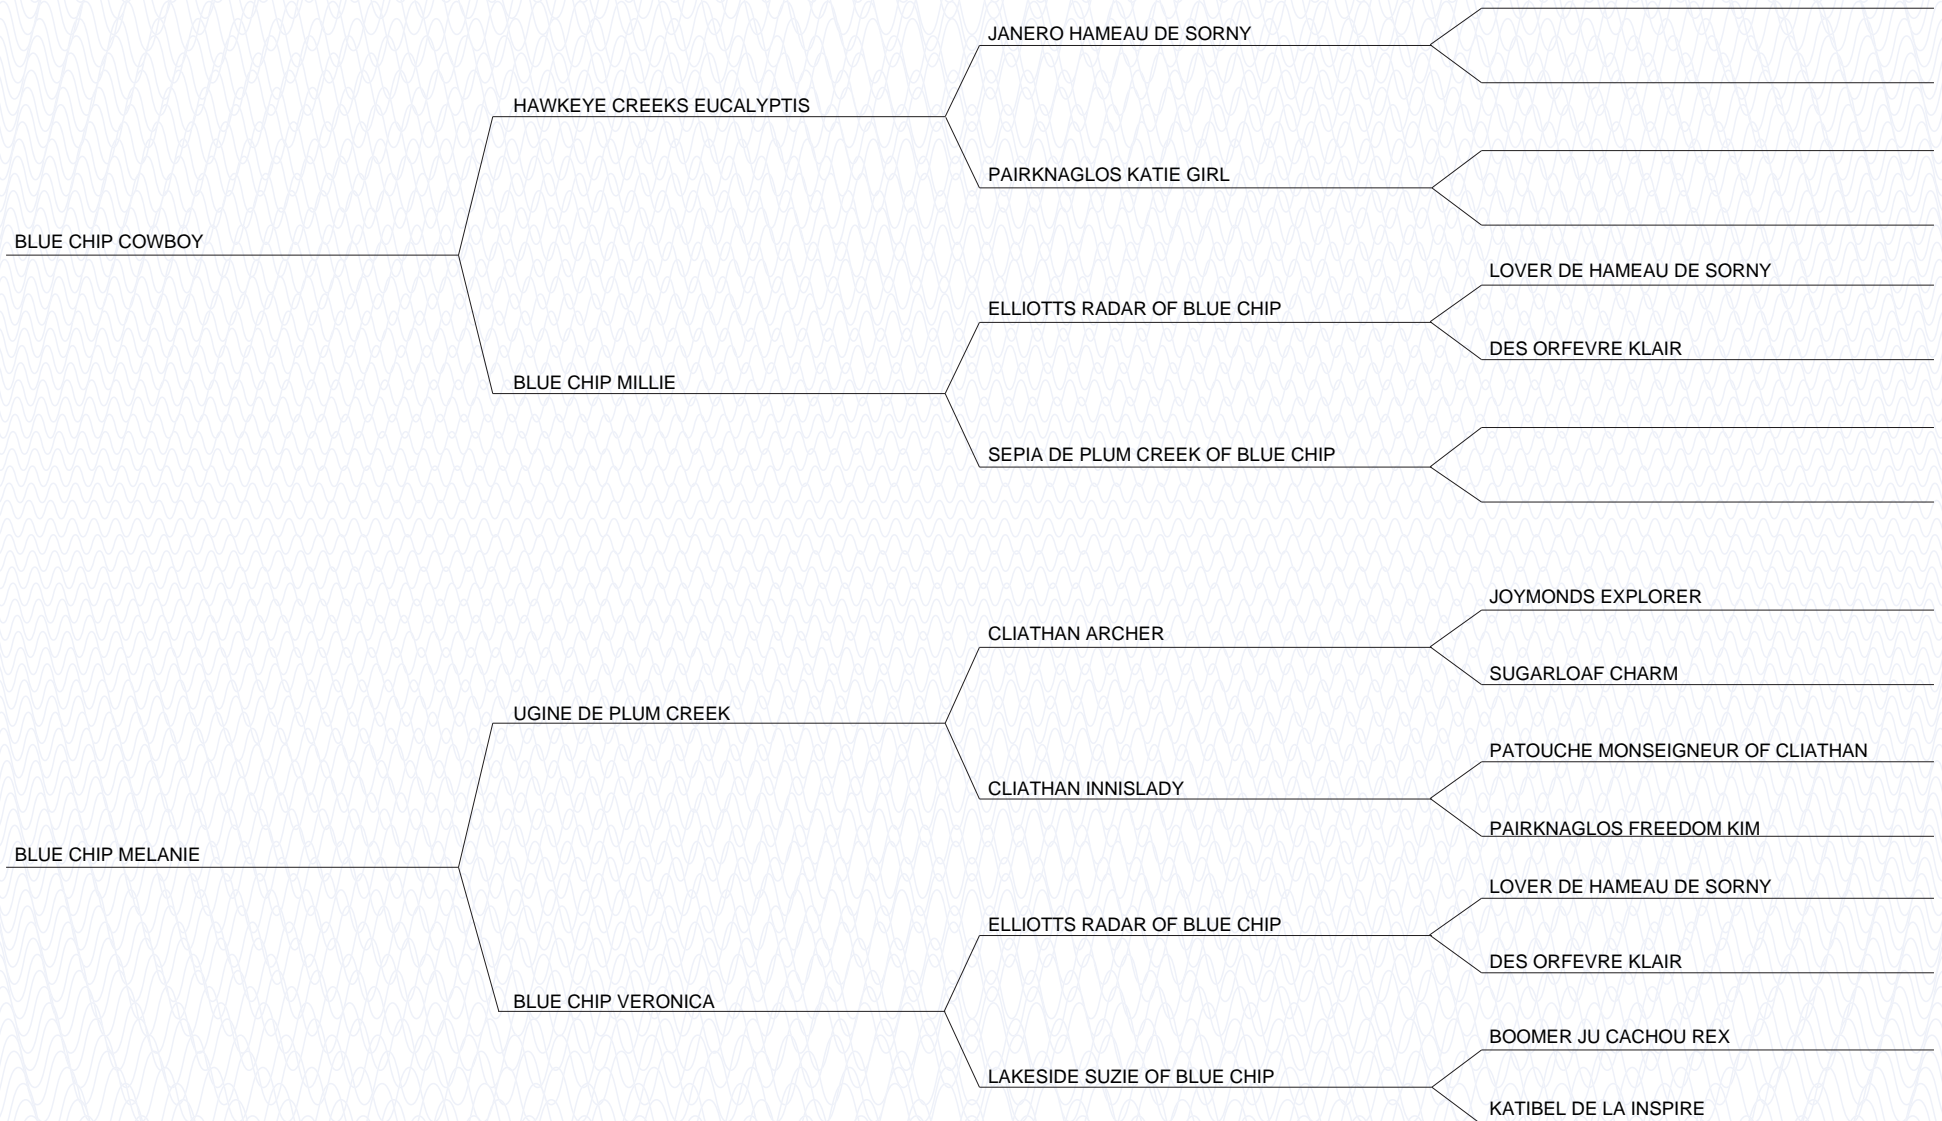 JANERO HAMEAU DE SORNY
HAWKEYE CREEKS EUCALYPTIS
PAIRKNAGLOS KATIE GIRL
BLUE CHIP COWBOY
LOVER DE HAMEAU DE SORNY
ELLIOTTS RADAR OF BLUE CHIP
DES ORFEVRE KLAIR
BLUE CHIP MILLIE
SEPIA DE PLUM CREEK OF BLUE CHIP
JOYMONDS EXPLORER
CLIATHAN ARCHER
SUGARLOAF CHARM
UGINE DE PLUM CREEK
PATOUCHE MONSEIGNEUR OF CLIATHAN
CLIATHAN INNISLADY
PAIRKNAGLOS FREEDOM KIM
BLUE CHIP MELANIE
LOVER DE HAMEAU DE SORNY
ELLIOTTS RADAR OF BLUE CHIP
DES ORFEVRE KLAIR
BLUE CHIP VERONICA
BOOMER JU CACHOU REX
LAKESIDE SUZIE OF BLUE CHIP
KATIBEL DE LA INSPIRE